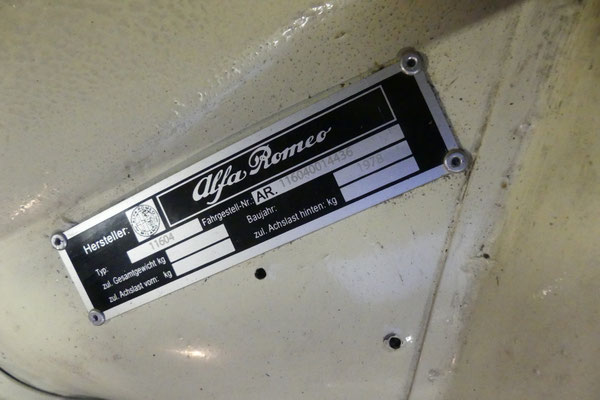 Alfa Romeo
Hersteller: Fahrgestell-Nr.: AR. 116040014436
Typ: 11604 Baujahr: 1978
zul. Gesamtgewicht kg zul. Achslast hinten: kg
zul. Achslast vorn: kg